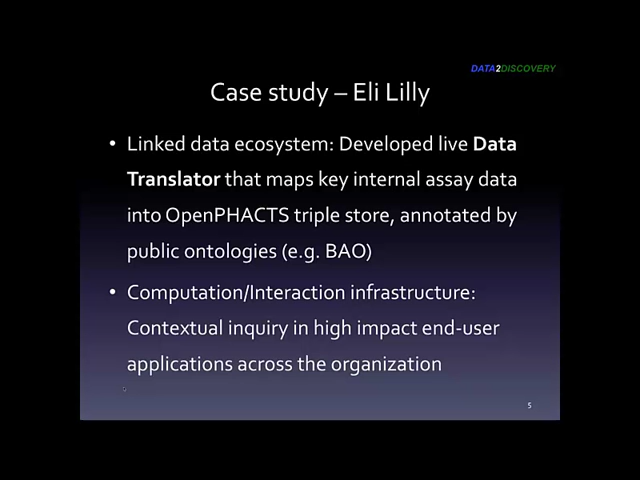 DATA2DISCOVERY
Case study – Eli Lilly
• Linked data ecosystem: Developed live Data
Translator that maps key internal assay data
into OpenPHACTS triple store, annotated by
public ontologies (e.g. BAO)
• Computation/Interaction infrastructure:
Contextual inquiry in high impact end-user
applications across the organization
5